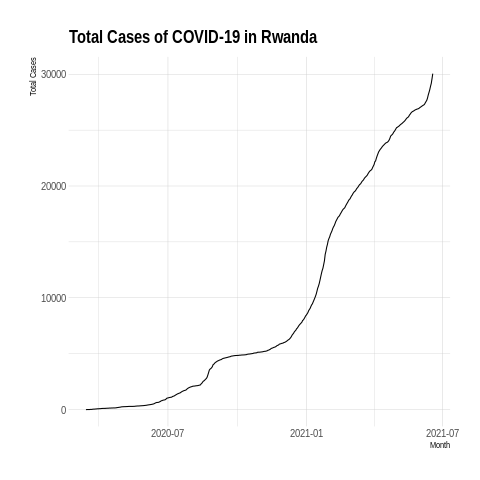 Total Cases of COVID-19 in Rwanda
Total Cases
30000
20000
10000
0
2020-07
2021-01
2021-07
Month